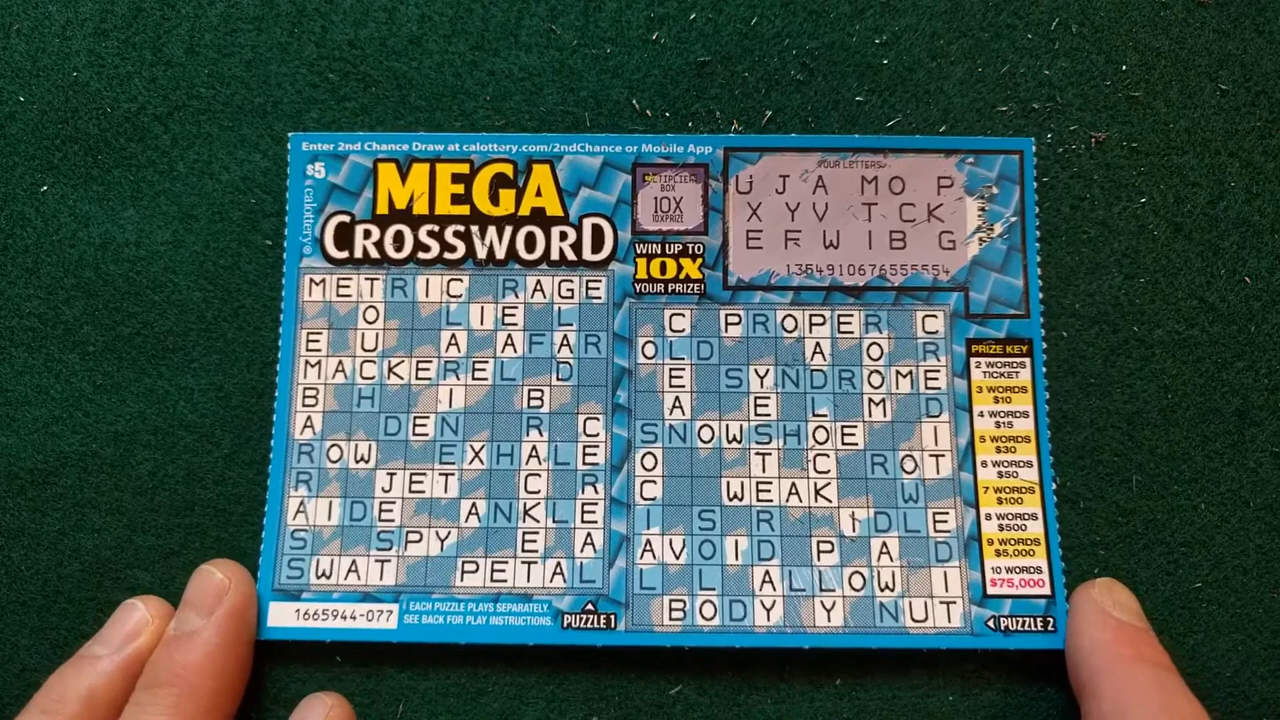 Enter 2nd Chance Draw at calottery.com/2ndChance or Mobile App
$5
calottery®
MEGA
CROSSWORD
MULTIPLIER
BOX
10X
10XPRIZE
WIN UP TO
10X
YOUR PRIZE!
YOUR LETTERS
U J A M O P
X Y V T C K
E F W I B G
METRIC RAGE
O L I E L
E U A AFAR
MACKEREL D
B H I B
A DEN R C
ROW EXHALE
R JET C R
AIDE ANKLE
S SPY E A
SWAT PETAL
C PROPER C
OLD A O R
E SYNDROME
A E L M D
SNOWSHOE I
O T C ROT
C WEAK W
I S R IDLE
AVOID P A D
L L ALLOW I
BODY Y NUT
PRIZE KEY
2 WORDS
TICKET
3 WORDS
$10
4 WORDS
$15
5 WORDS
$30
6 WORDS
$50
7 WORDS
$100
8 WORDS
$500
9 WORDS
$5,000
10 WORDS
$75,000
1665944-077
EACH PUZZLE PLAYS SEPARATELY.
SEE BACK FOR PLAY INSTRUCTIONS.
PUZZLE 1
PUZZLE 2